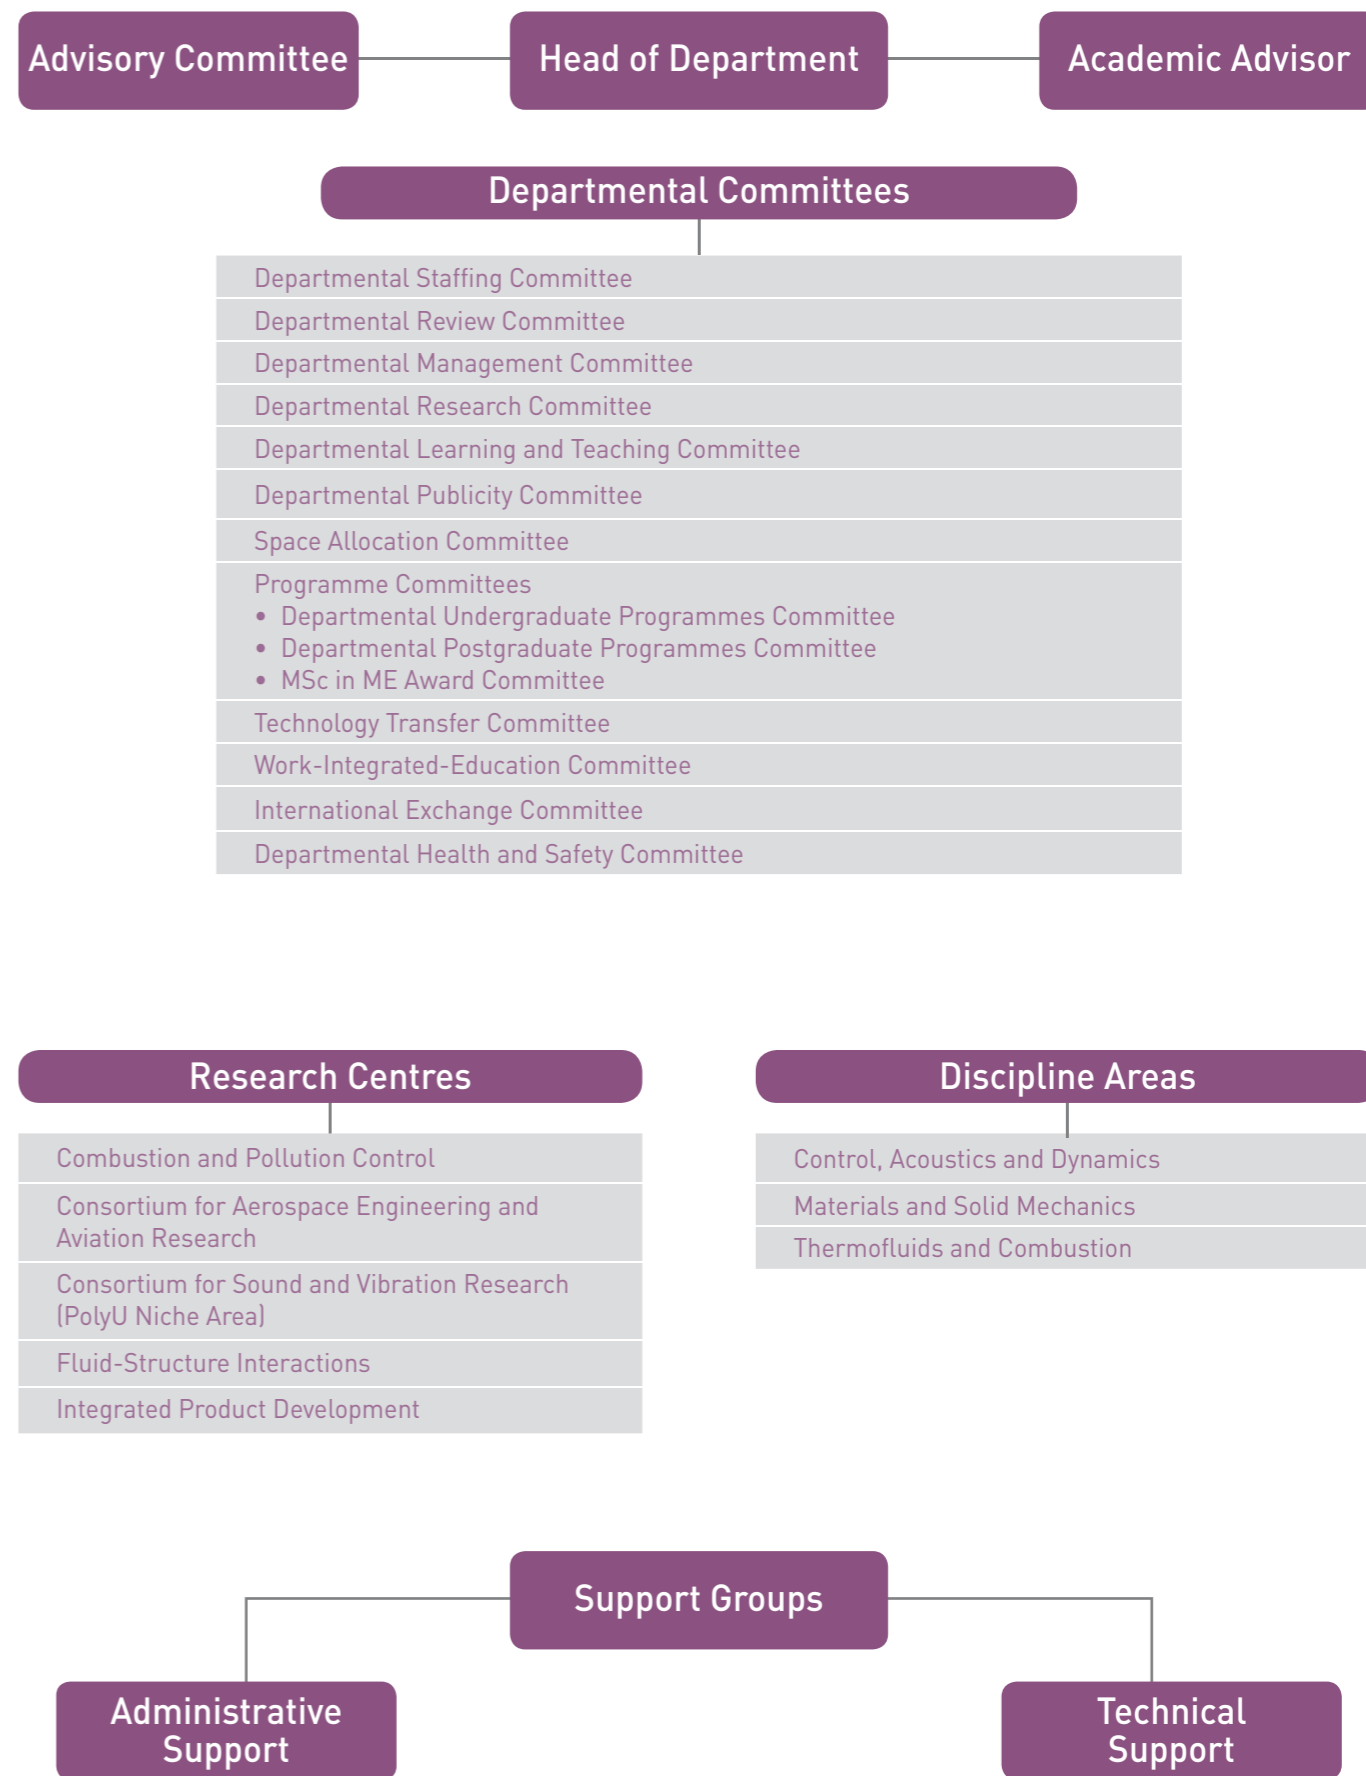 Advisory Committee
Head of Department
Academic Advisor
Departmental Committees
Departmental Staffing Committee
Departmental Review Committee
Departmental Management Committee
Departmental Research Committee
Departmental Learning and Teaching Committee
Departmental Publicity Committee
Space Allocation Committee
Programme Committees
• Departmental Undergraduate Programmes Committee
• Departmental Postgraduate Programmes Committee
• MSc in ME Award Committee
Technology Transfer Committee
Work-Integrated-Education Committee
International Exchange Committee
Departmental Health and Safety Committee
Research Centres
Combustion and Pollution Control
Consortium for Aerospace Engineering and
Aviation Research
Consortium for Sound and Vibration Research
(PolyU Niche Area)
Fluid-Structure Interactions
Integrated Product Development
Discipline Areas
Control, Acoustics and Dynamics
Materials and Solid Mechanics
Thermofluids and Combustion
Support Groups
Administrative
Support
Technical
Support